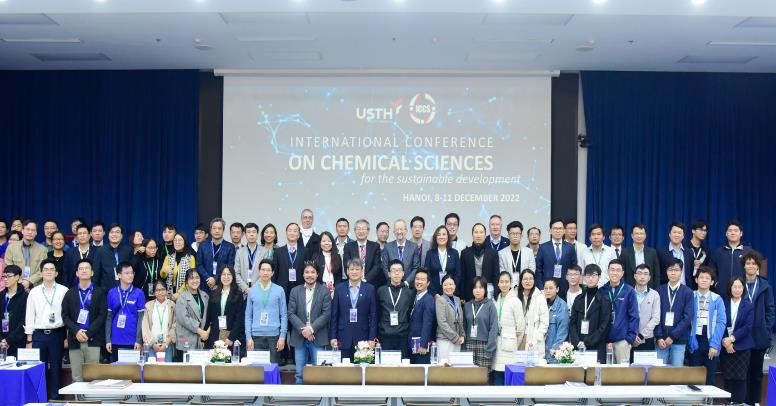 USTH ICCS
INTERNATIONAL CONFERENCE
ON CHEMICAL SCIENCES
for the sustainable development
HANOI, 8-11 DECEMBER 2022